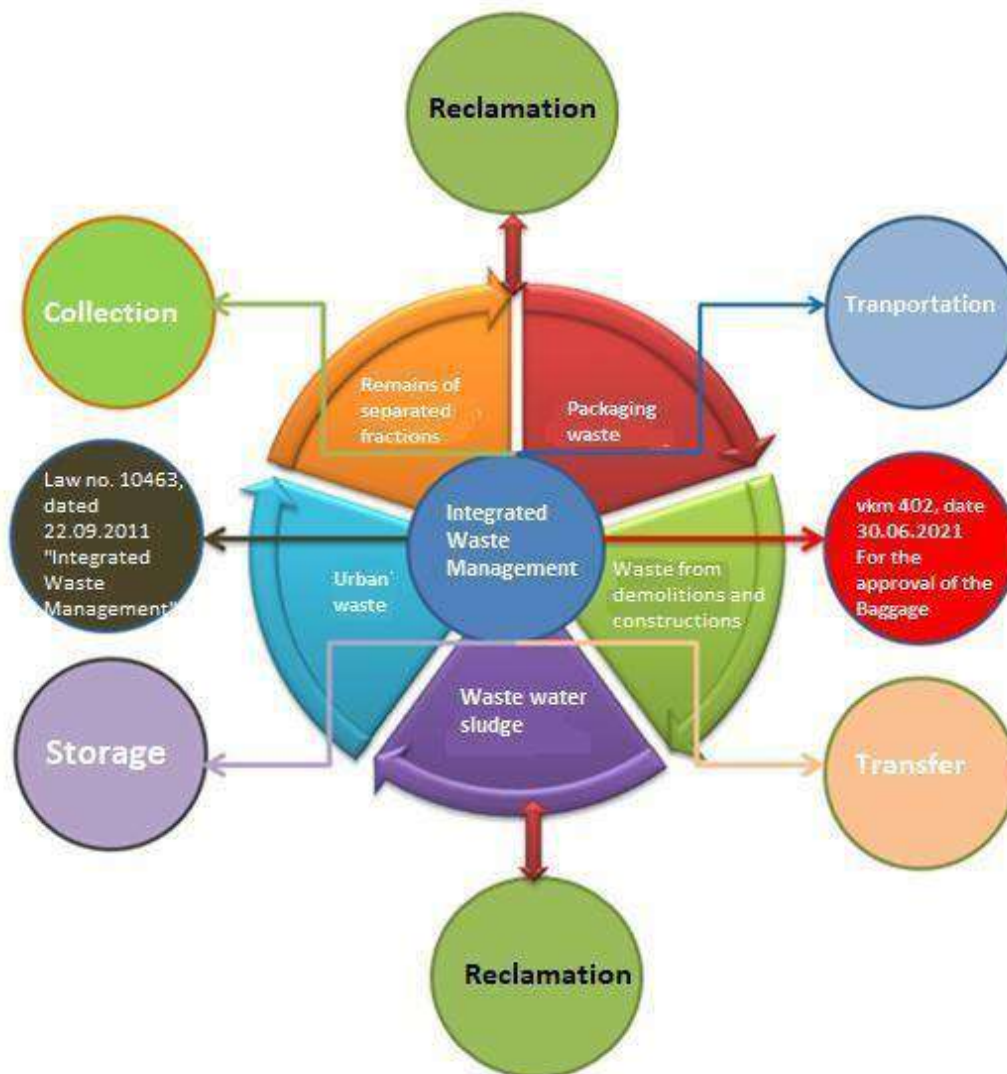 Reclamation
Collection
Tranportation
Remains of
separated
fractions
Packaging
waste
Law no. 10463,
dated
22.09.2011
"Integrated
Waste
Management"
Integrated
Waste
Management
vkm 402, date
30.06.2021
For the
approval of the
Baggage
Urban'
waste
Waste from
demolitions and
constructions
Waste water
sludge
Storage
Transfer
Reclamation